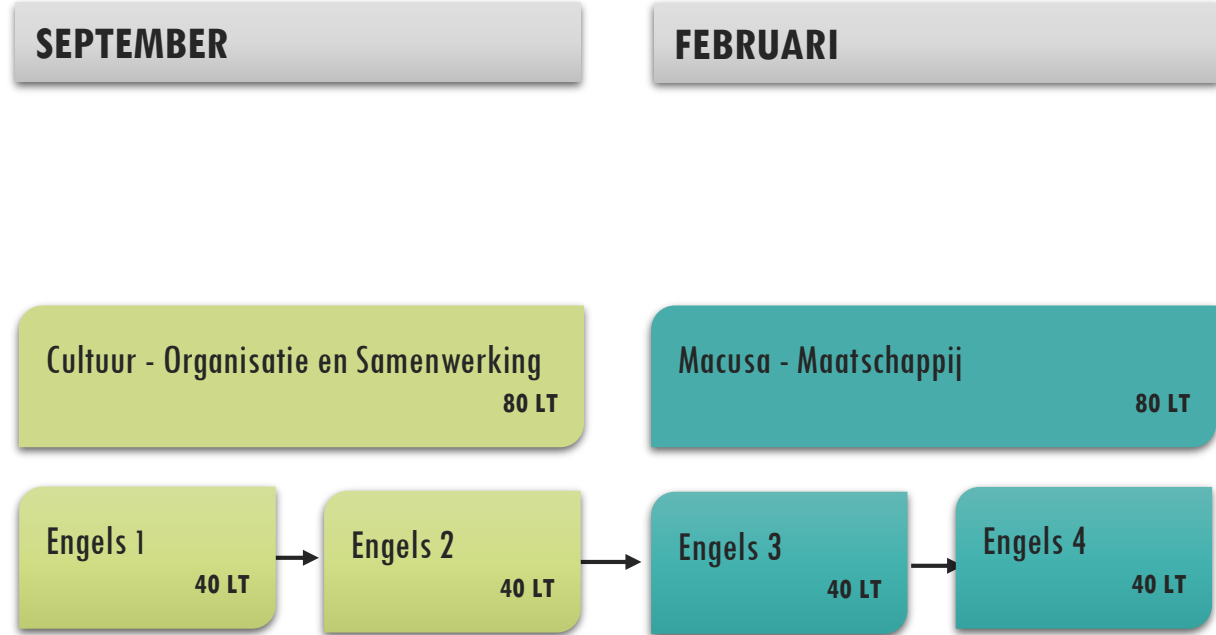 SEPTEMBER
FEBRUARI
Cultuur - Organisatie en Samenwerking
80 LT
Macusa - Maatschappij
80 LT
Engels 1
40 LT
Engels 2
40 LT
Engels 3
40 LT
Engels 4
40 LT